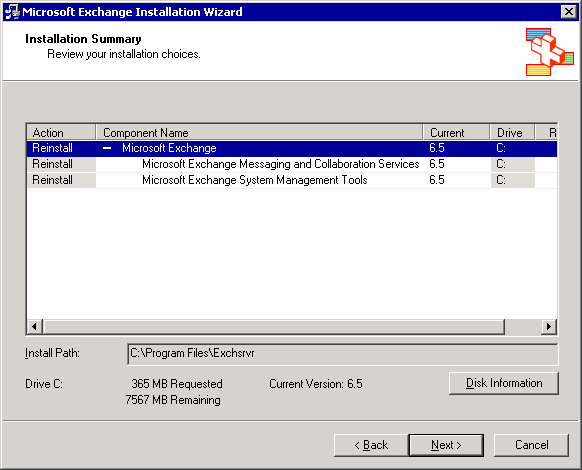 Microsoft Exchange Installation Wizard
Installation Summary
Review your installation choices.
Action Component Name Current Drive R
Reinstall Microsoft Exchange 6.5 C:
Reinstall Microsoft Exchange Messaging and Collaboration Services 6.5 C:
Reinstall Microsoft Exchange System Management Tools 6.5 C:
Install Path: C:\Program Files\Exchsrvr
Drive C: 365 MB Requested Current Version: 6.5 Disk Information
7567 MB Remaining
< Back Next > Cancel